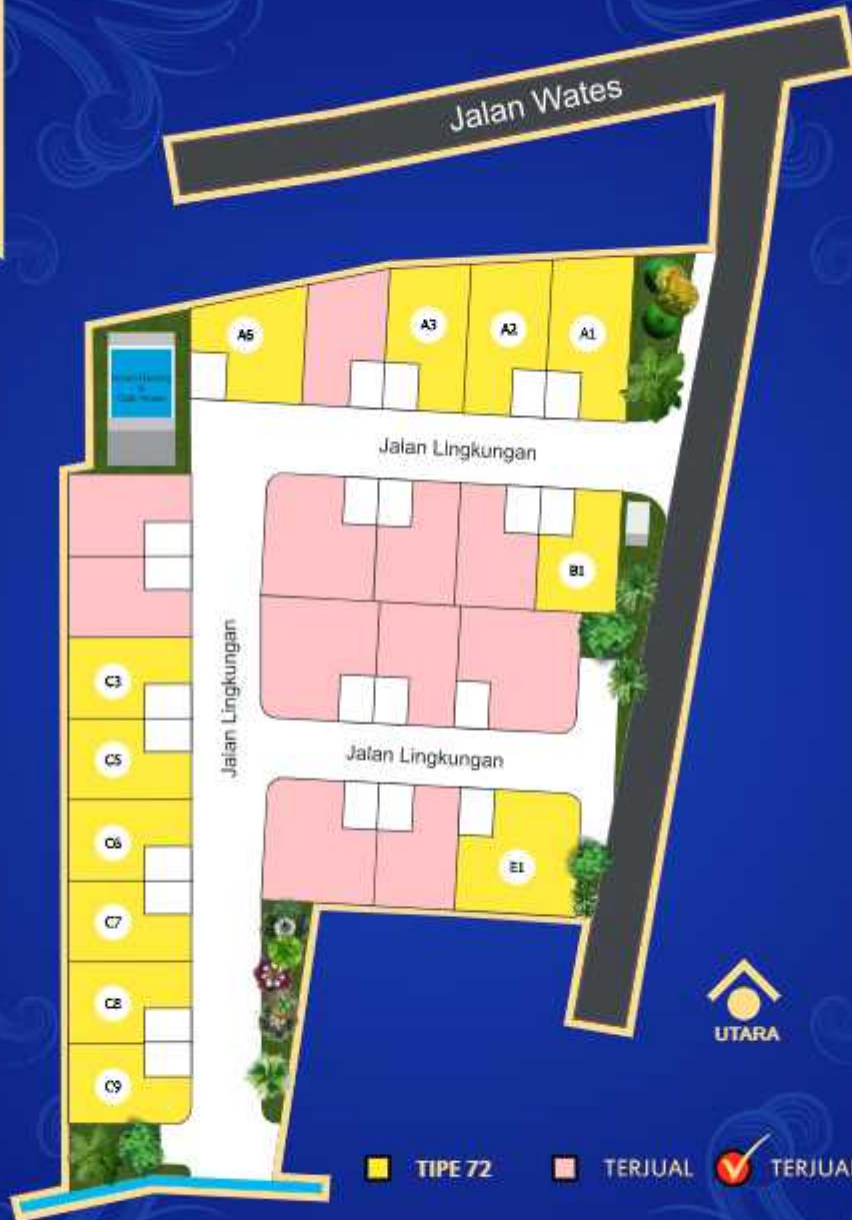 Jalan Wates
A6
A3
A2
A1
Jalan Lingkungan
B1
Jalan Lingkungan
C3
C5
Jalan Lingkungan
C6
E1
C7
C8
C9
UTARA
TIPE 72
TERJUAL
TERJUAL